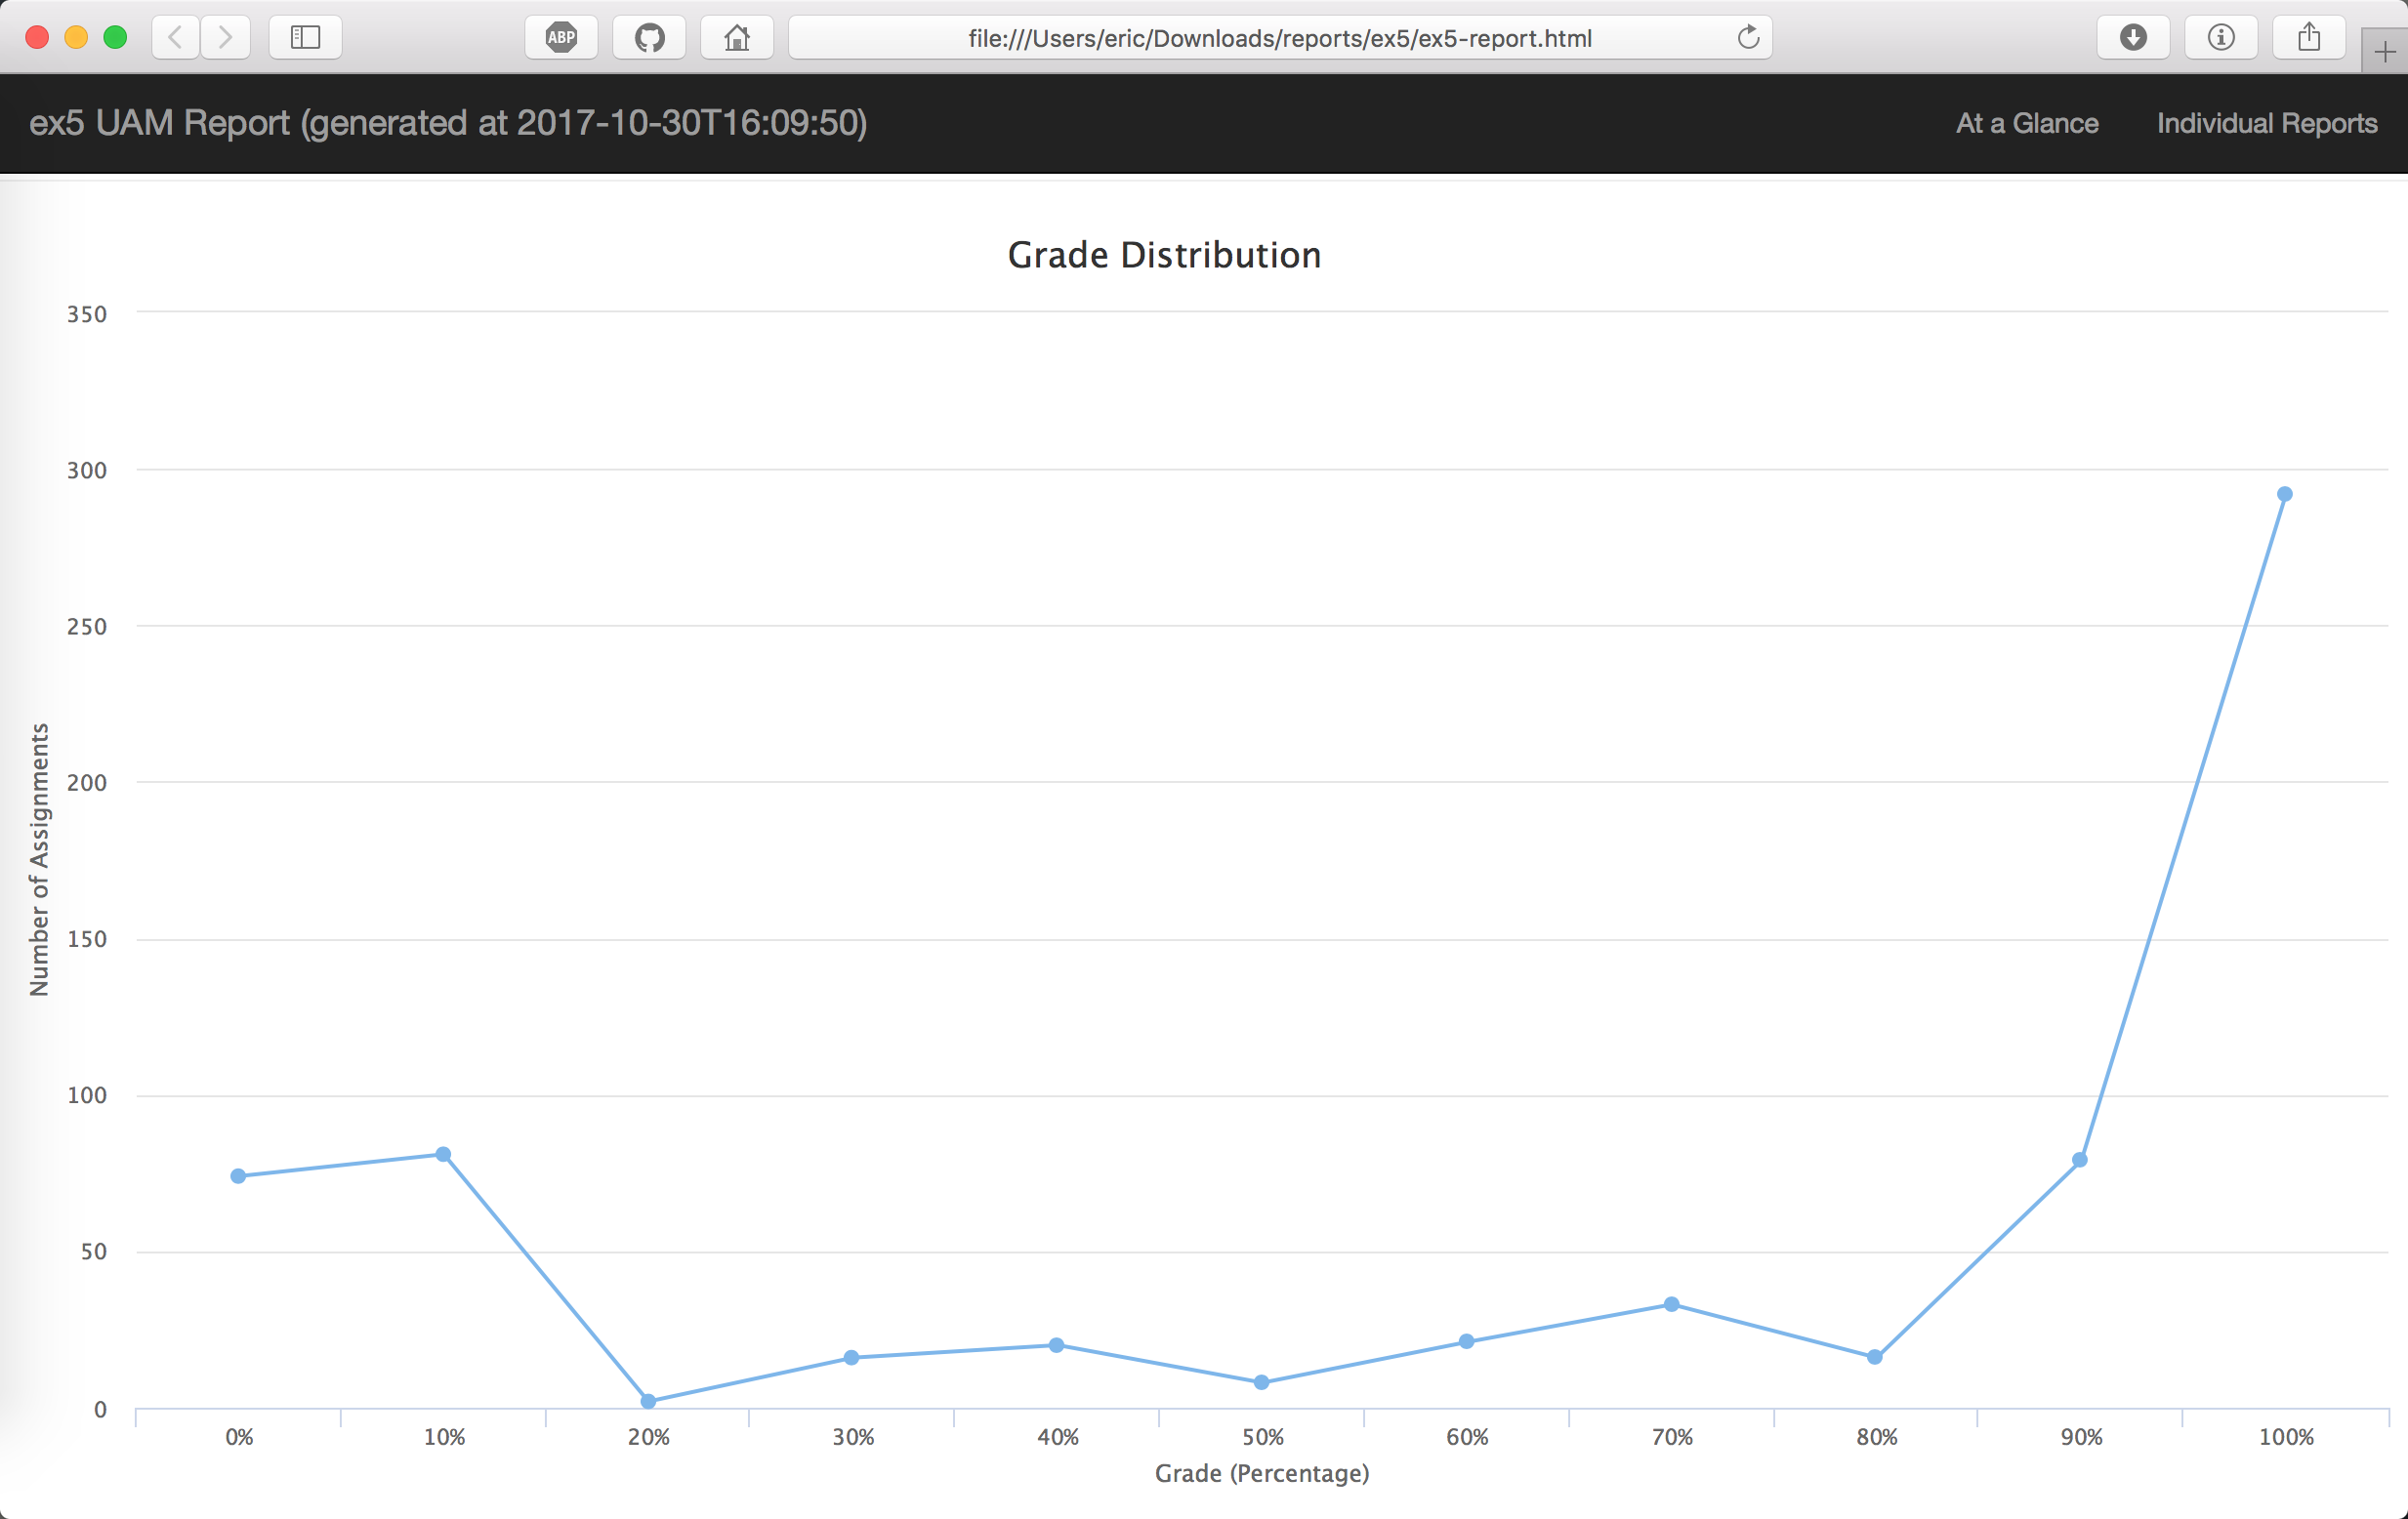 ABP
file:///Users/eric/Downloads/reports/ex5/ex5-report.html
ex5 UAM Report (generated at 2017-10-30T16:09:50)
At a Glance
Individual Reports
Grade Distribution
350
300
250
200
150
100
50
0
Number of Assignments
0% 10% 20% 30% 40% 50% 60% 70% 80% 90% 100%
Grade (Percentage)